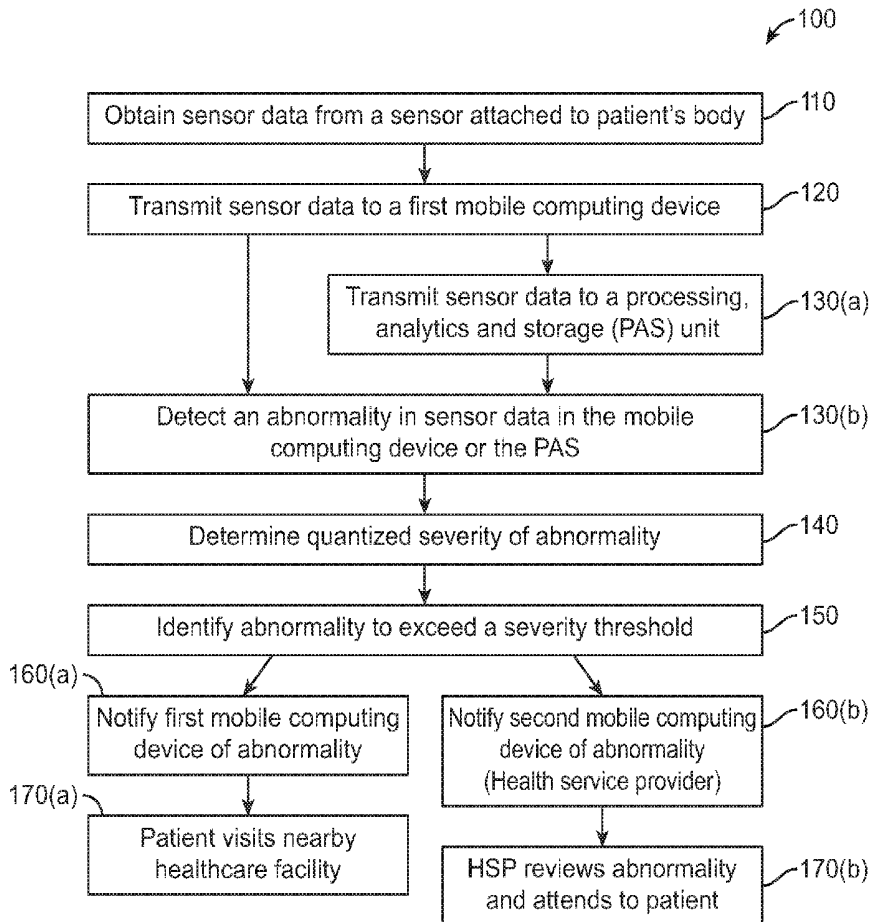 100
Obtain sensor data from a sensor attached to patient's body
110
Transmit sensor data to a first mobile computing device
120
Transmit sensor data to a processing,
analytics and storage (PAS) unit
130(a)
Detect an abnormality in sensor data in the mobile
computing device or the PAS
130(b)
Determine quantized severity of abnormality
140
Identify abnormality to exceed a severity threshold
150
160(a)
Notify first mobile computing
device of abnormality
Notify second mobile computing
device of abnormality
(Health service provider)
160(b)
170(a)
Patient visits nearby
healthcare facility
HSP reviews abnormality
and attends to patient
170(b)